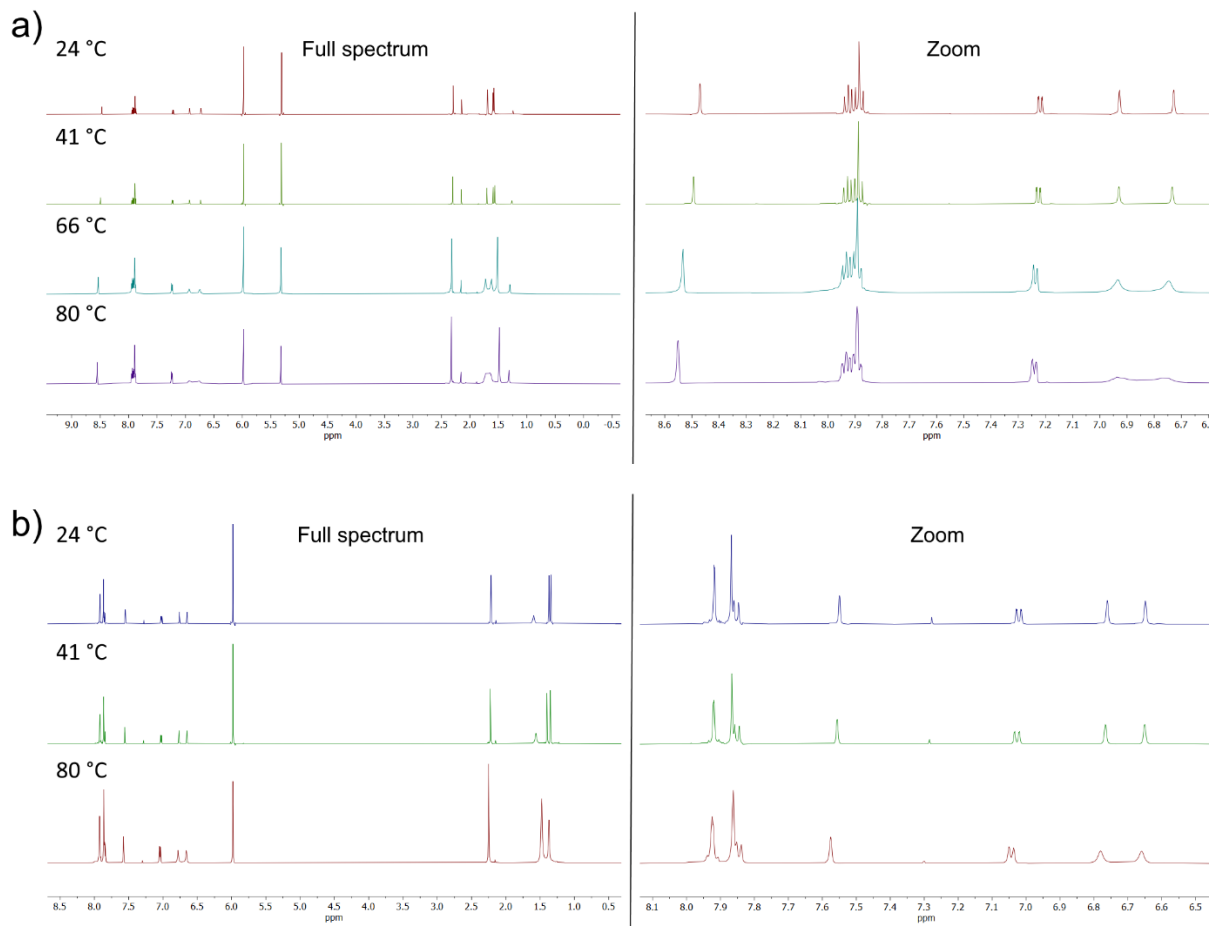 a)
24 °C
Full spectrum
Zoom
41 °C
66 °C
80 °C
9.5 9.0 8.5 8.0 7.5 7.0 6.5 6.0 5.5 5.0 4.5 4.0 3.5 3.0 2.5 2.0 1.5 1.0 0.5 0.0 -0.5
ppm
8.6 8.5 8.4 8.3 8.2 8.1 8.0 7.9 7.8 7.7 7.6 7.5 7.4 7.3 7.2 7.1 7.0 6.9 6.8 6.7
ppm
b)
24 °C
Full spectrum
Zoom
41 °C
80 °C
8.5 8.0 7.5 7.0 6.5 6.0 5.5 5.0 4.5 4.0 3.5 3.0 2.5 2.0 1.5 1.0 0.5
ppm
8.1 8.0 7.9 7.8 7.7 7.6 7.5 7.4 7.3 7.2 7.1 7.0 6.9 6.8 6.7 6.6 6.5
ppm